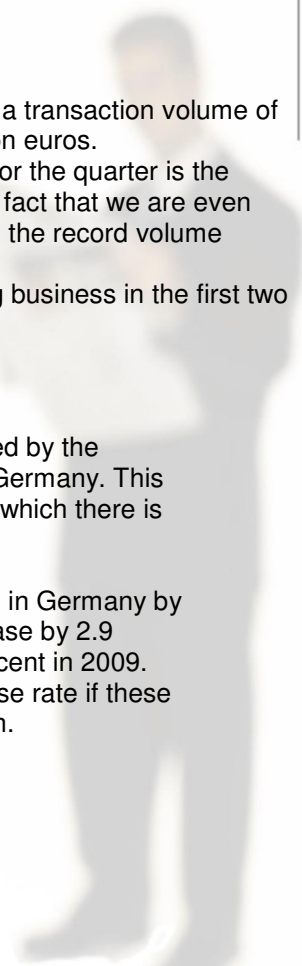 a transaction volume of
on euros.
or the quarter is the
fact that we are even
the record volume
g business in the first two
ed by the
Germany. This
which there is
in Germany by
ase by 2.9
cent in 2009.
se rate if these
n.